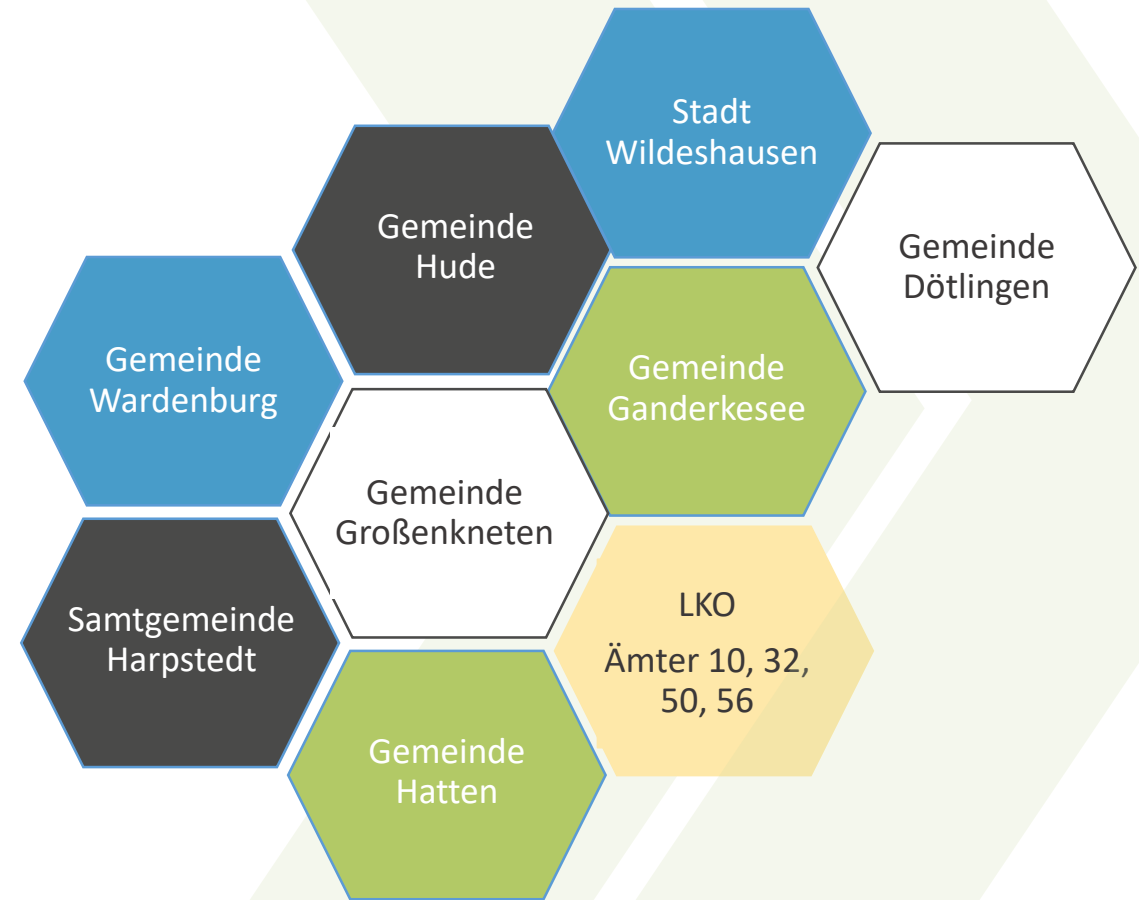 Stadt
Wildeshausen
Gemeinde
Hude
Gemeinde
Dötlingen
Gemeinde
Wardenburg
Gemeinde
Ganderkesee
Gemeinde
Großenkneten
Samtgemeinde
Harpstedt
LKO
Ämter 10, 32,
50, 56
Gemeinde
Hatten